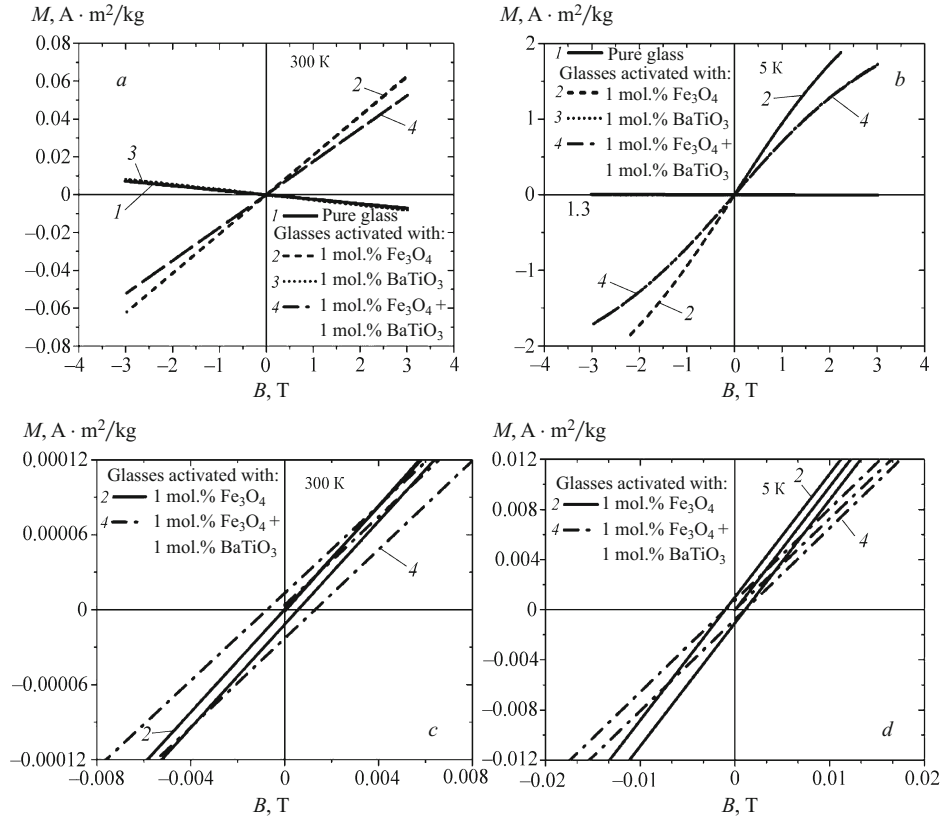 M, A · m²/kg
0.08
0.06
0.04
0.02
0
−0.02
−0.04
−0.06
−0.08
a
300 K
2
4
3
1
1 Pure glass
Glasses activated with:
2 1 mol.% Fe₃O₄
3 1 mol.% BaTiO₃
4 1 mol.% Fe₃O₄ +
1 mol.% BaTiO₃
−4 −3 −2 −1 0 1 2 3 4
B, T
M, A · m²/kg
2
1
0
−1
−2
1 Pure glass
Glasses activated with:
2 1 mol.% Fe₃O₄
3 1 mol.% BaTiO₃
4 1 mol.% Fe₃O₄ +
1 mol.% BaTiO₃
5 K
b
2
4
1.3
4
2
−4 −3 −2 −1 0 1 2 3 4
B, T
M, A · m²/kg
0.00012
0.00006
0
−0.00006
−0.00012
Glasses activated with:
2 1 mol.% Fe₃O₄
4 1 mol.% Fe₃O₄ +
1 mol.% BaTiO₃
300 K
4
2
c
−0.008 −0.004 0 0.004 0.008
B, T
M, A · m²/kg
0.012
0.008
0.004
0
−0.004
−0.008
−0.012
Glasses activated with:
2 1 mol.% Fe₃O₄
4 1 mol.% Fe₃O₄ +
1 mol.% BaTiO₃
2
5 K
4
d
−0.02 −0.01 0 0.01 0.02
B, T